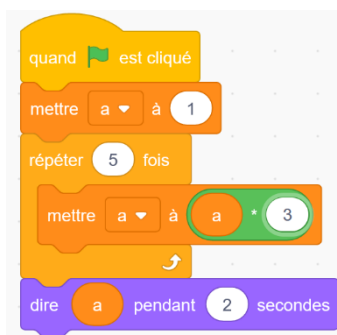 quand est cliqué
mettre a à 1
répéter 5 fois
mettre a à a * 3
dire a pendant 2 secondes